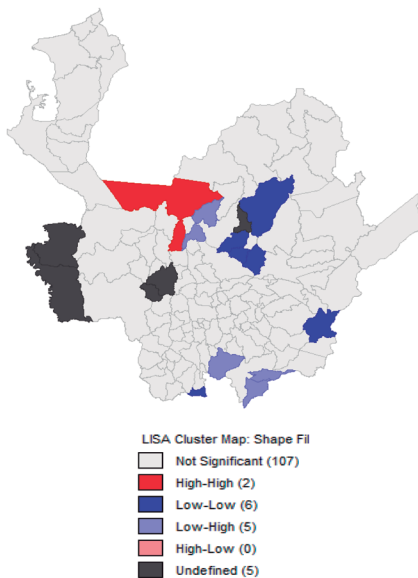 LISA Cluster Map: Shape Fil
Not Significant (107)
High-High (2)
Low-Low (6)
Low-High (5)
High-Low (0)
Undefined (5)